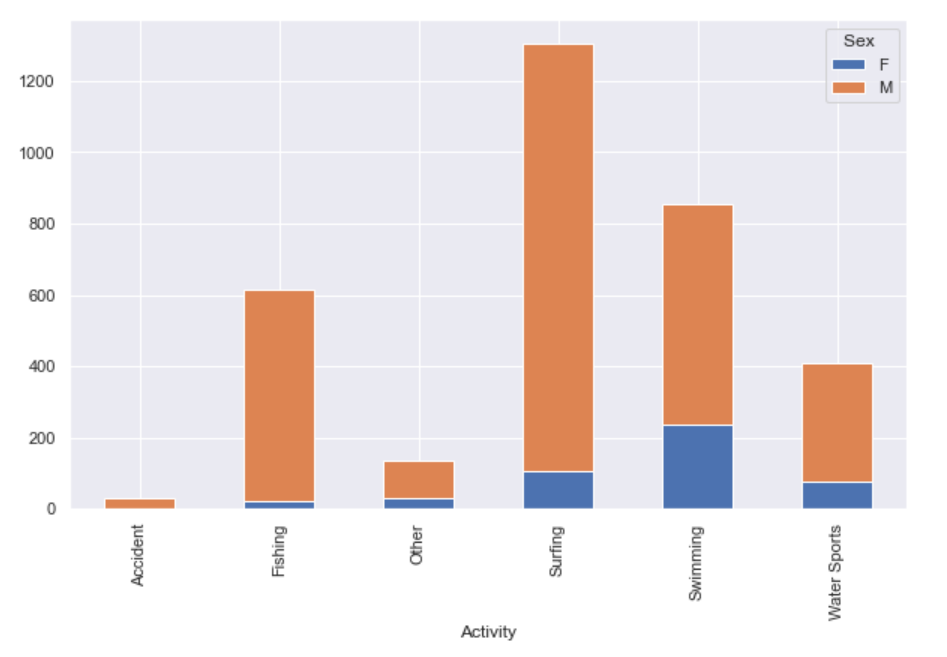 Sex
F
M
1200
1000
800
600
400
200
0
Accident
Fishing
Other
Surfing
Swimming
Water Sports
Activity